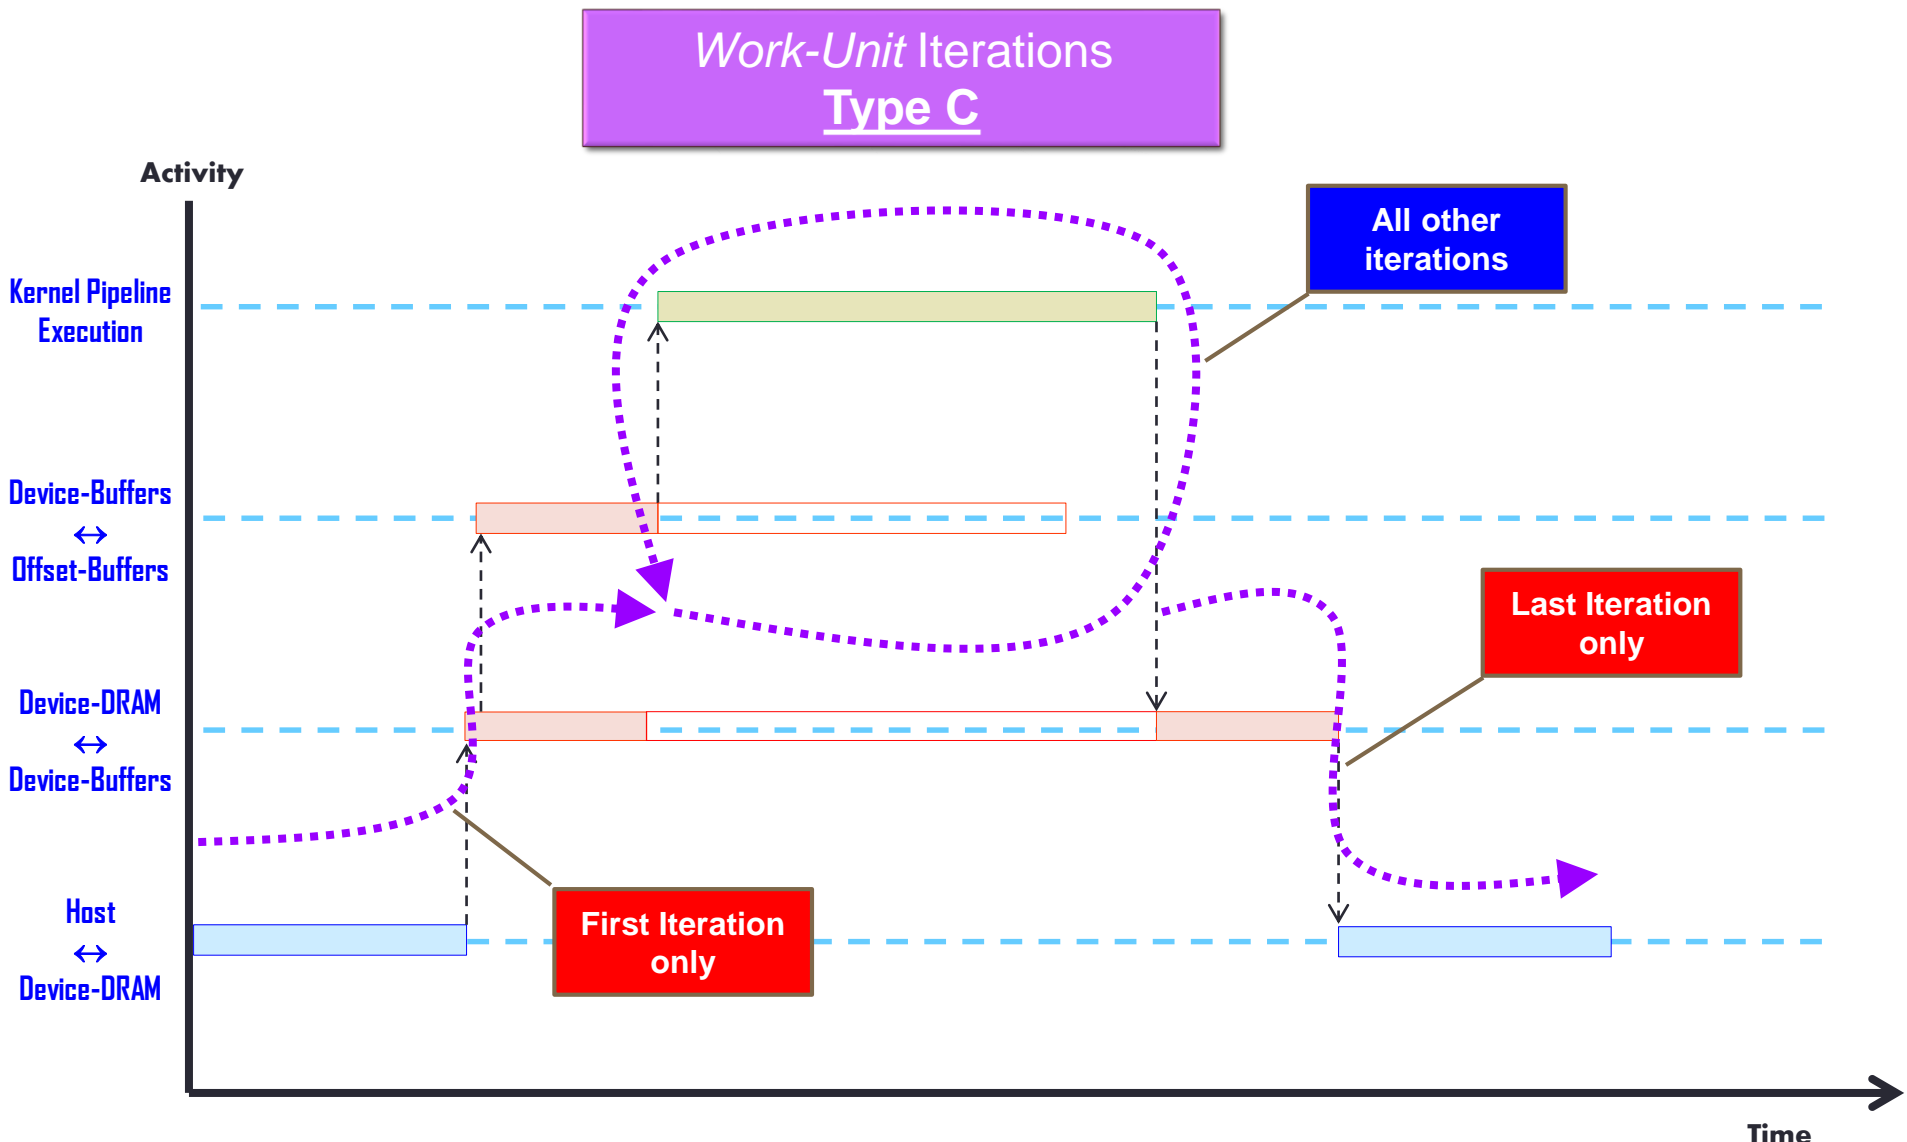 Work-Unit Iterations
Type C
Activity
All other
iterations
Kernel Pipeline
Execution
Device-Buffers
↔
Offset-Buffers
Last Iteration
only
Device-DRAM
↔
Device-Buffers
First Iteration
only
Host
↔
Device-DRAM
Time